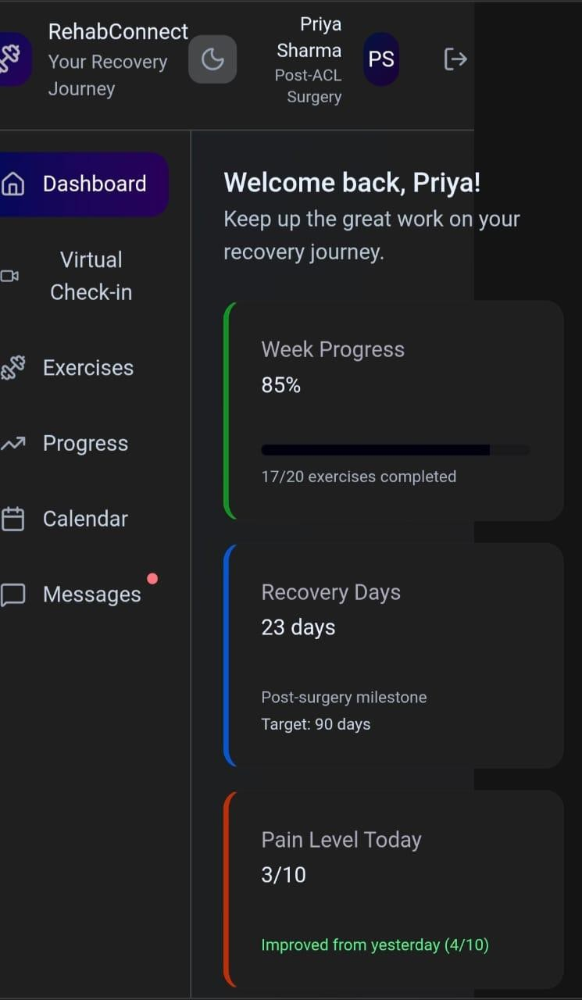 RehabConnect
Your Recovery
Journey
Priya
Sharma
Post-ACL
Surgery
PS
Dashboard
Virtual
Check-in
Exercises
Progress
Calendar
Messages
Welcome back, Priya!
Keep up the great work on your
recovery journey.
Week Progress
85%
17/20 exercises completed
Recovery Days
23 days
Post-surgery milestone
Target: 90 days
Pain Level Today
3/10
Improved from yesterday (4/10)